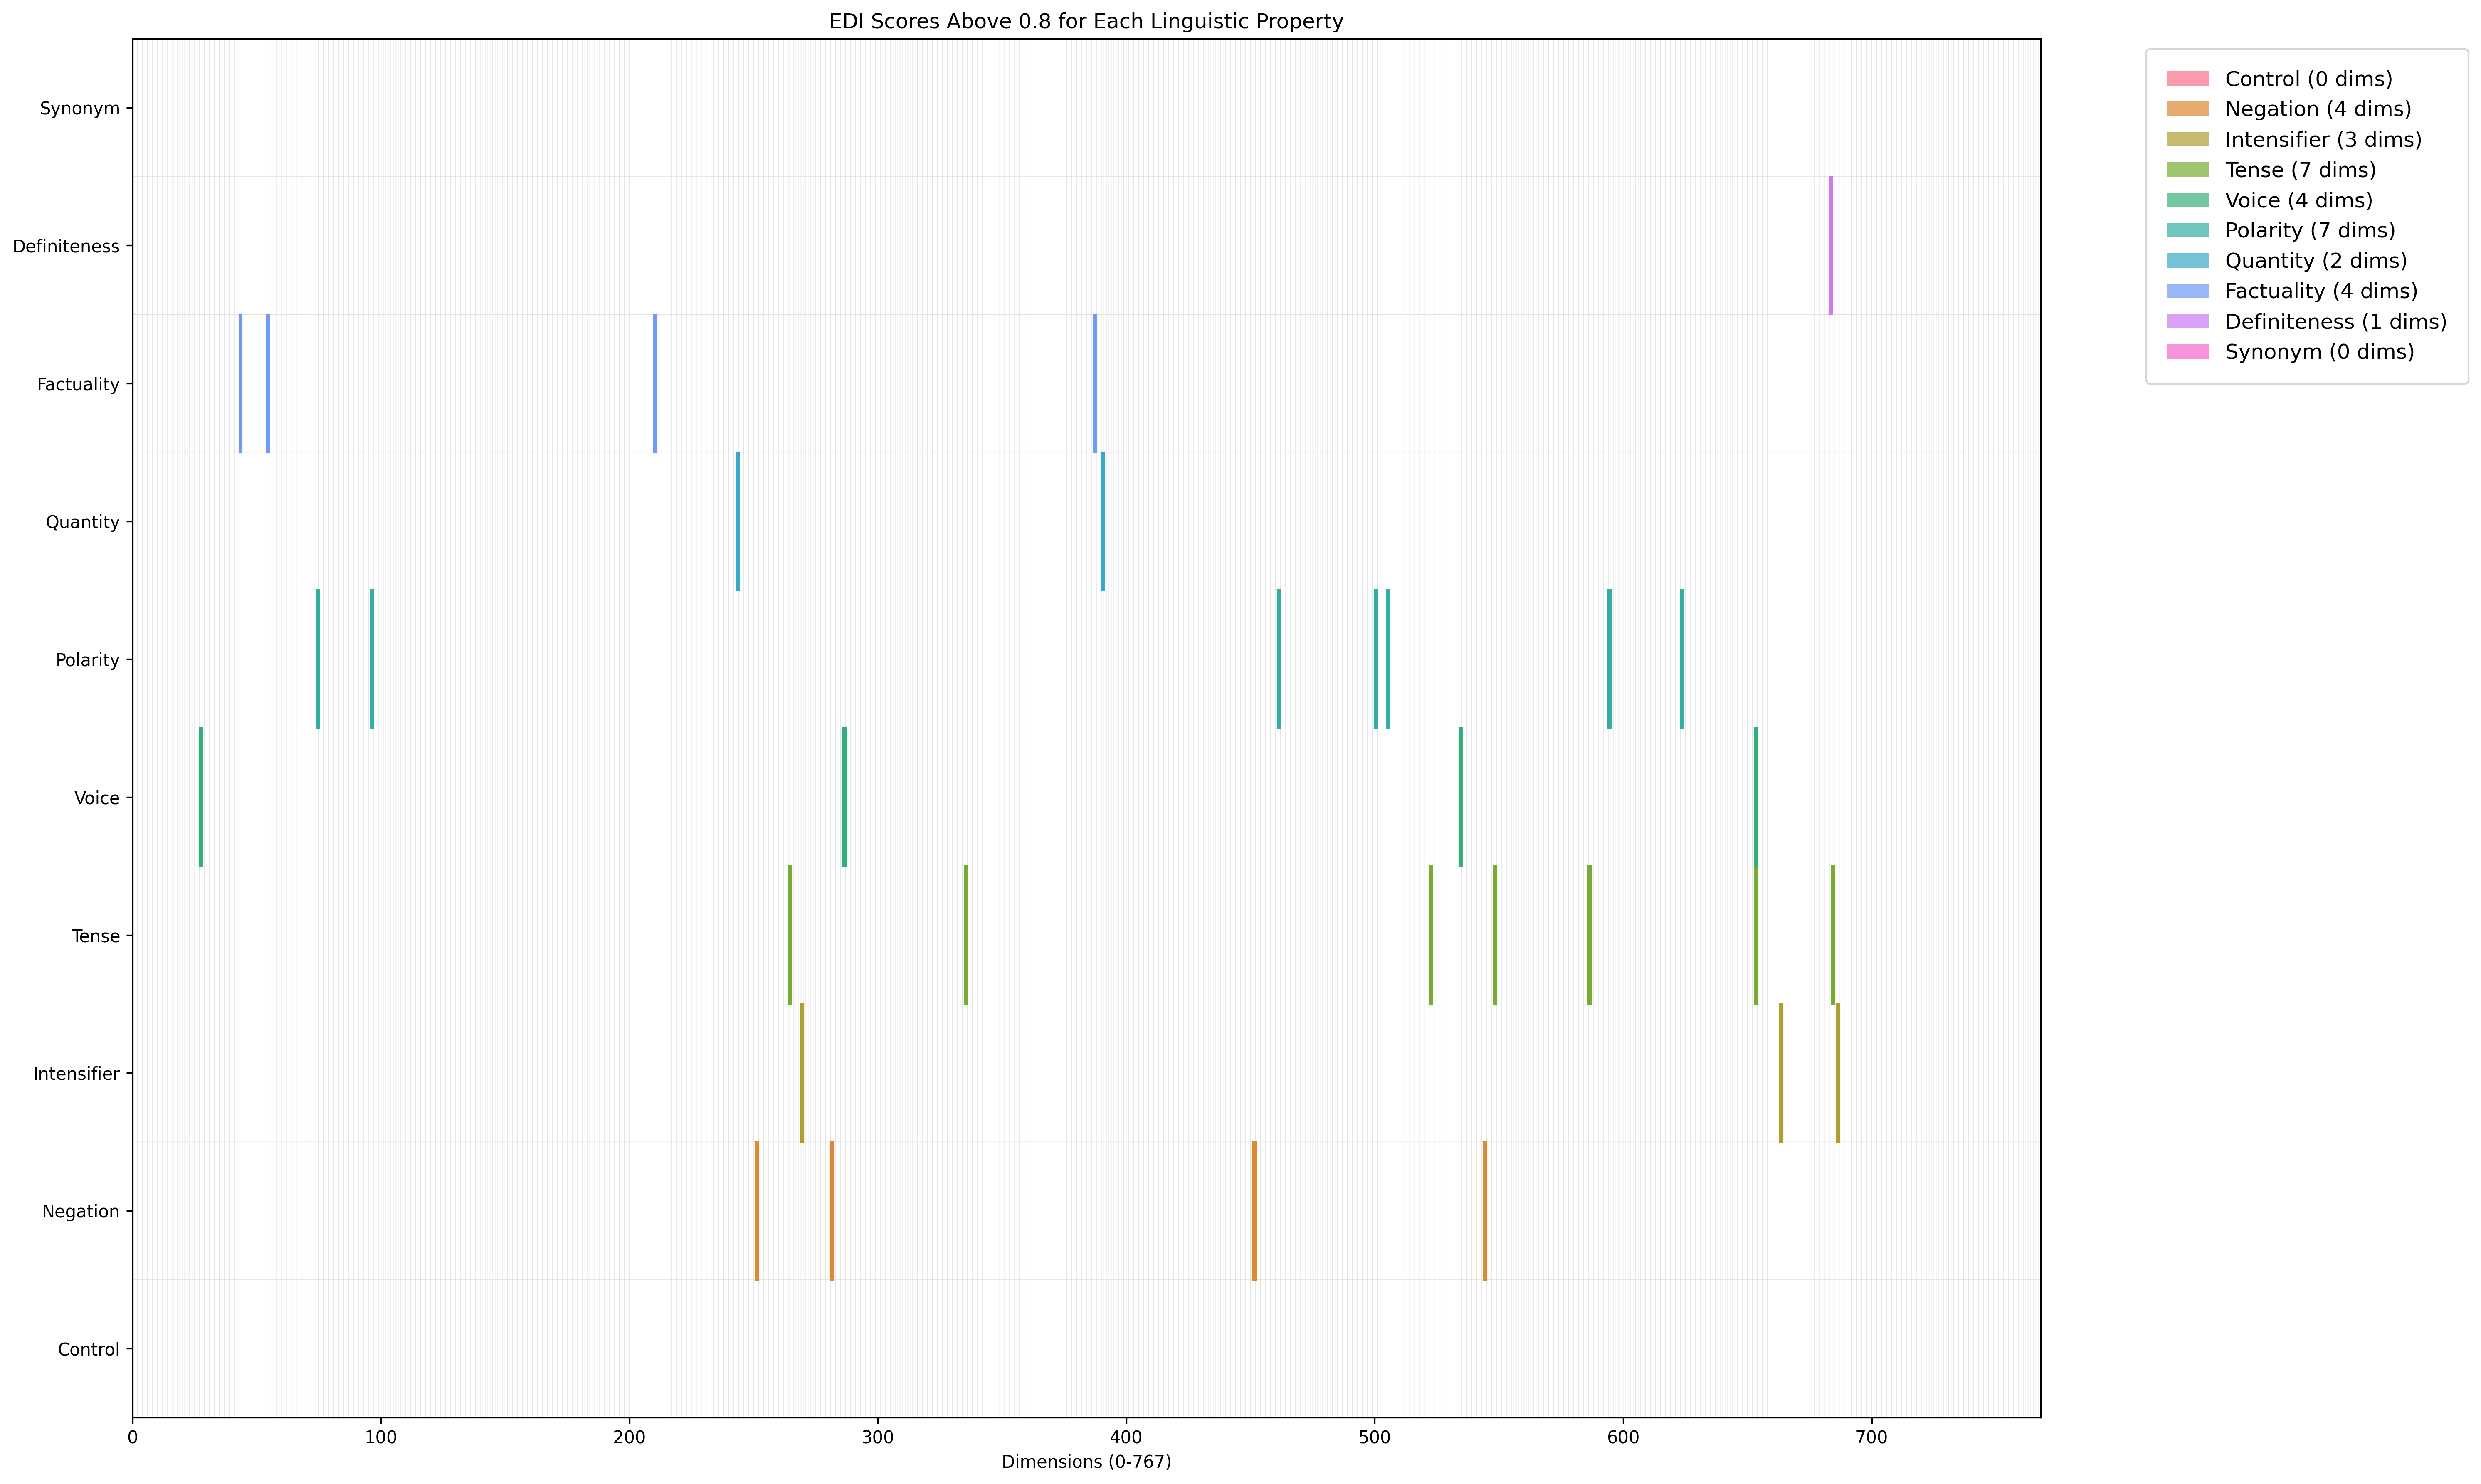 EDI Scores Above 0.8 for Each Linguistic Property
Synonym
Definiteness
Factuality
Quantity
Polarity
Voice
Tense
Intensifier
Negation
Control
0 100 200 300 400 500 600 700
Dimensions (0-767)
Control (0 dims)
Negation (4 dims)
Intensifier (3 dims)
Tense (7 dims)
Voice (4 dims)
Polarity (7 dims)
Quantity (2 dims)
Factuality (4 dims)
Definiteness (1 dims)
Synonym (0 dims)